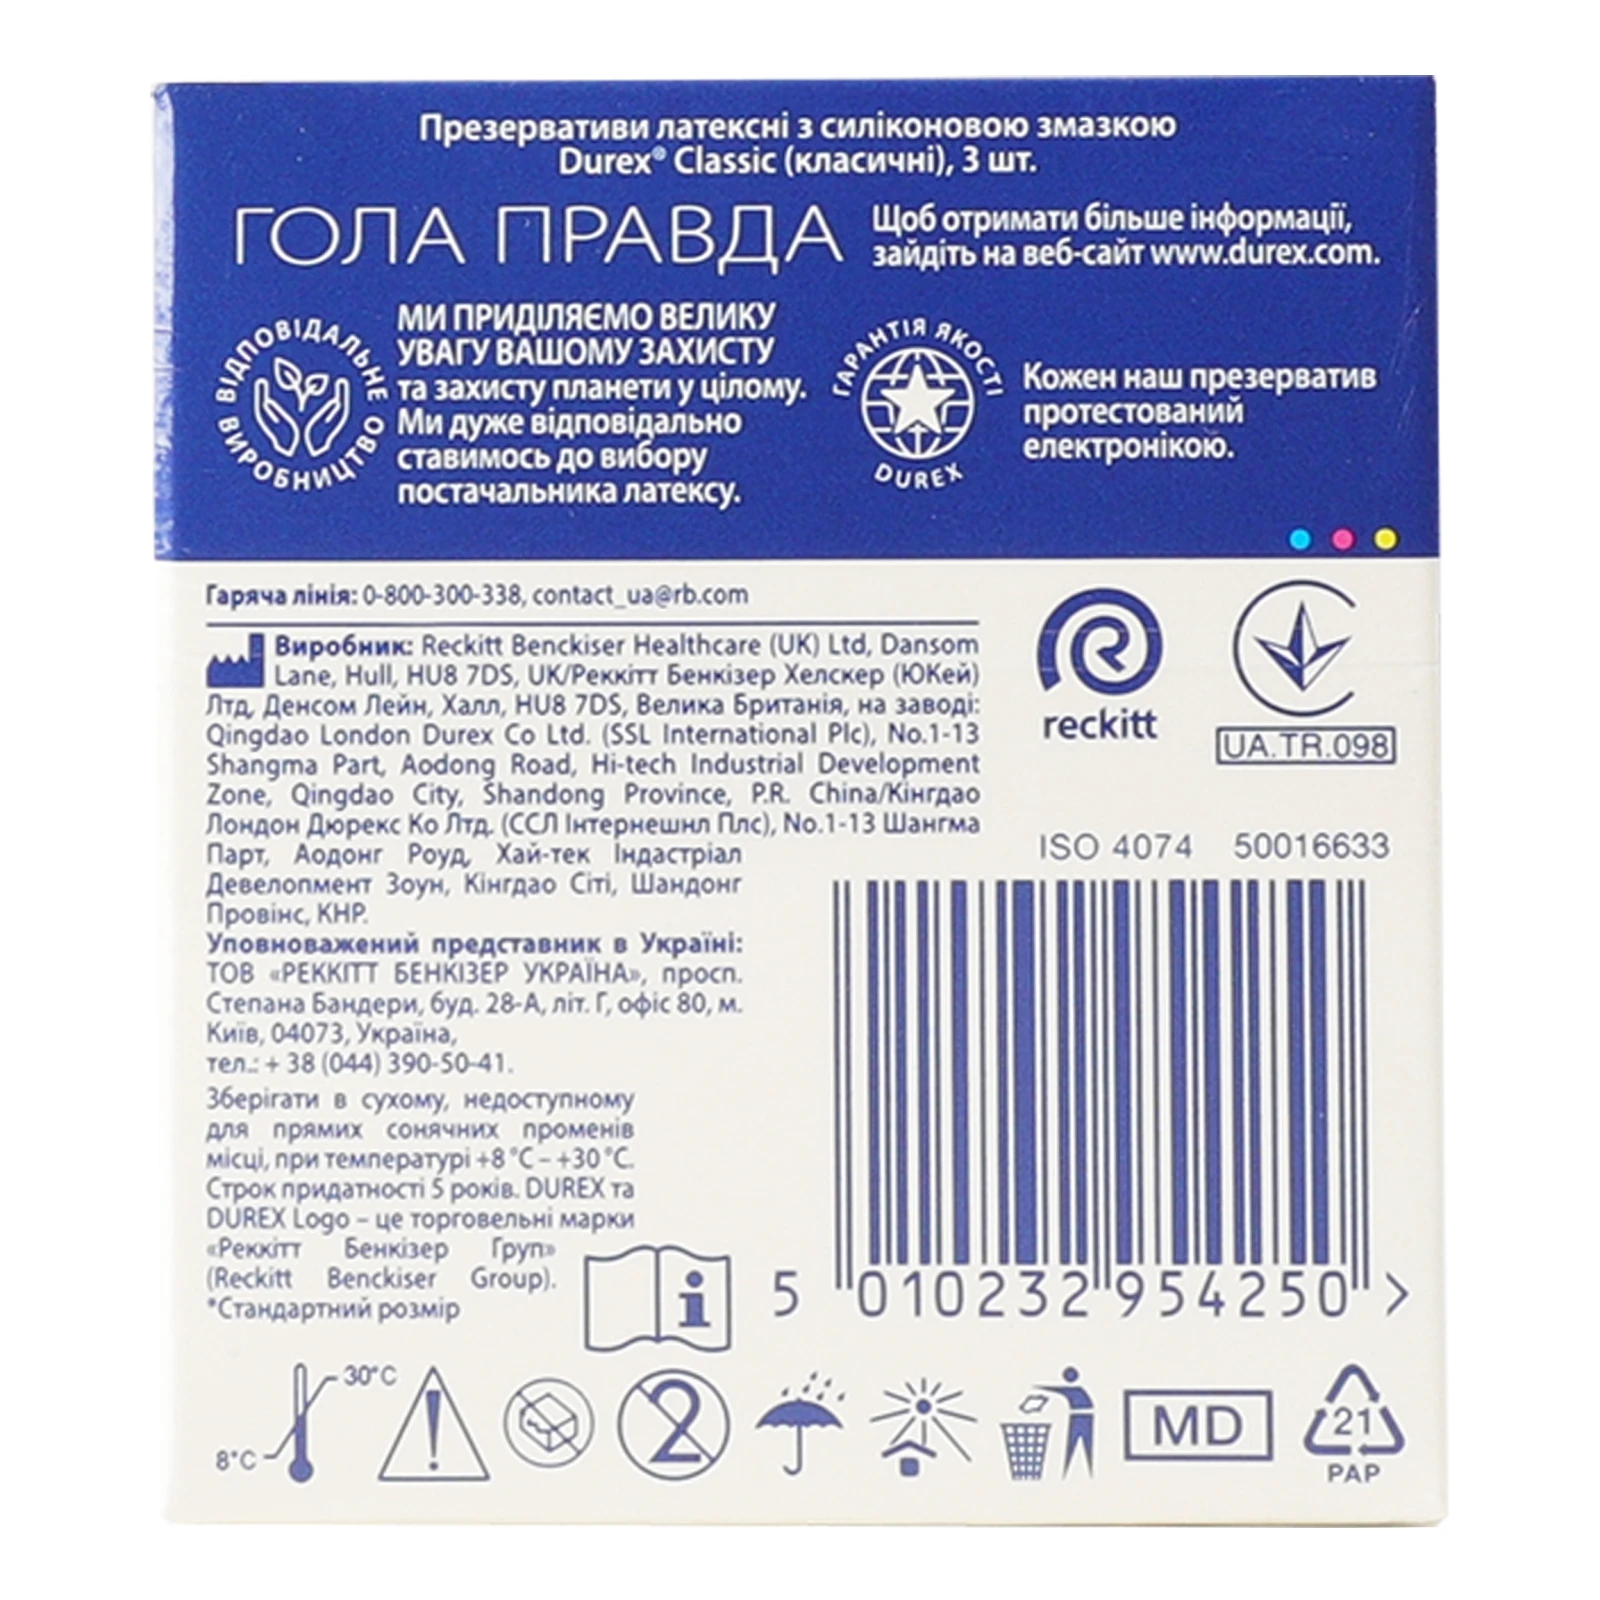 Презервативи латексні з силіконовою змазкою
Durex® Classic (класичні), 3 шт.
ГОЛА ПРАВДА
Щоб отримати більше інформації,
зайдіть на веб-сайт www.durex.com.
ВІДПОВІДАЛЬНЕ ВИРОБНИЦТВО
МИ ПРИДІЛЯЄМО ВЕЛИКУ
УВАГУ ВАШОМУ ЗАХИСТУ
та захисту планети у цілому.
Ми дуже відповідально
ставимось до вибору
постачальника латексу.
ГАРАНТІЯ ЯКОСТІ
DUREX
Кожен наш презерватив
протестований
електронікою.
Гаряча лінія: 0-800-300-338, contact_ua@rb.com
Виробник: Reckitt Benckiser Healthcare (UK) Ltd, Dansom
Lane, Hull, HU8 7DS, UK/Реккітт Бенкізер Хелскер (ЮКей)
Лтд, Денсом Лейн, Халл, HU8 7DS, Велика Британія, на заводі:
Qingdao London Durex Co Ltd. (SSL International Plc), No.1-13
Shangma Part, Aodong Road, Hi-tech Industrial Development
Zone, Qingdao City, Shandong Province, P.R. China/Кінгдао
Лондон Дюрекс Ко Лтд. (ССЛ Інтернешнл Плс), No.1-13 Шангма
Парт, Аодонг Роуд, Хай-тек Індастріал
Девелопмент Зоун, Кінгдао Сіті, Шандонг
Провінс, КНР.
Уповноважений представник в Україні:
ТОВ «РЕККІТТ БЕНКІЗЕР УКРАЇНА», просп.
Степана Бандери, буд. 28-А, літ. Г, офіс 80, м.
Київ, 04073, Україна,
тел.: + 38 (044) 390-50-41.
Зберігати в сухому, недоступному
для прямих сонячних променів
місці, при температурі +8 °C – +30 °C.
Строк придатності 5 років. DUREX та
DUREX Logo – це торговельні марки
«Реккітт Бенкізер Груп»
(Reckitt Benckiser Group).
*Стандартний розмір
reckitt
UA.TR.098
ISO 4074 50016633
5 010232 954250 >
30°C
8°C
2
MD
21
PAP